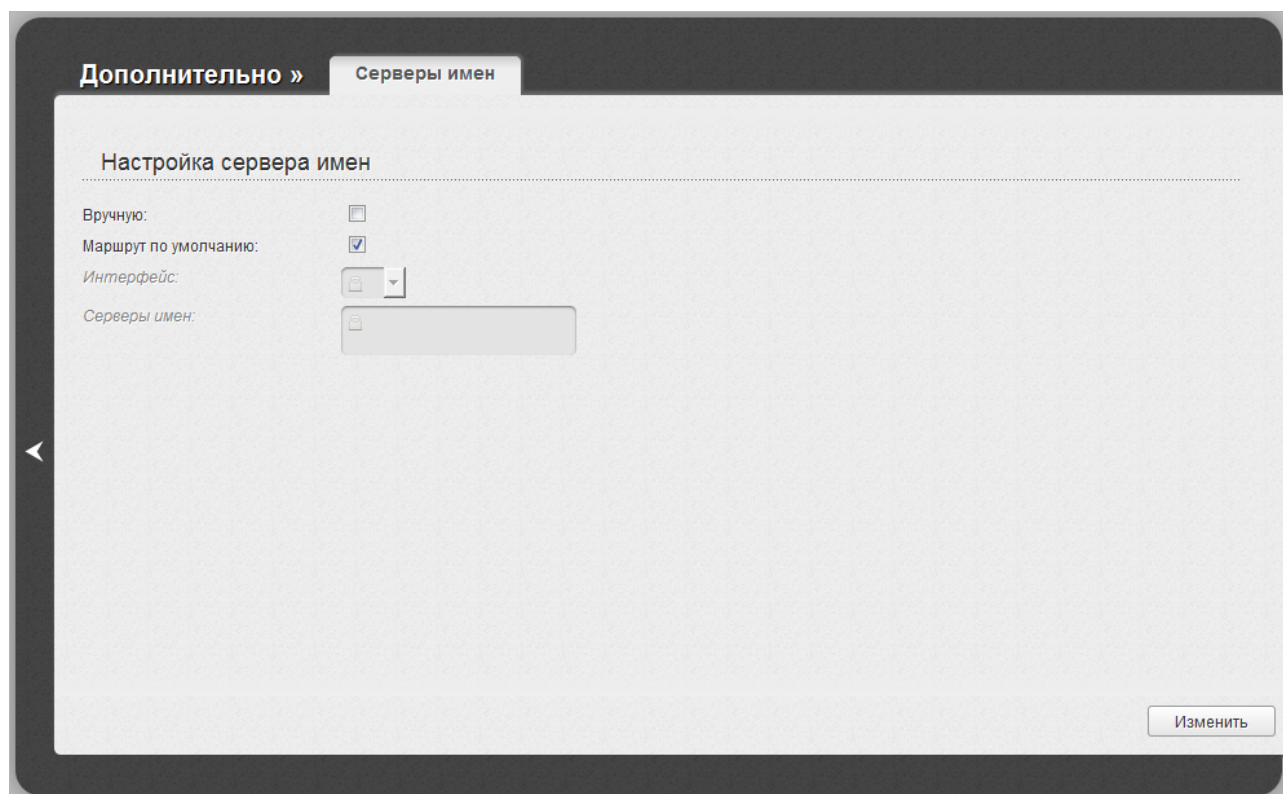 Дополнительно »
Серверы имен
Настройка сервера имен
Вручную:
Маршрут по умолчанию:
Интерфейс:
Серверы имен:
Изменить